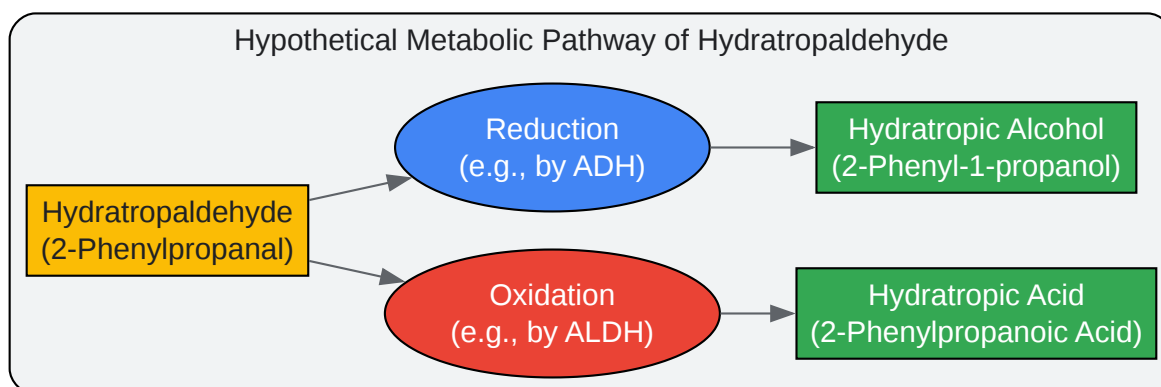 Hypothetical Metabolic Pathway of Hydratropaldehyde
Reduction
(e.g., by ADH)
Hydratropic Alcohol
(2-Phenyl-1-propanol)
Hydratropaldehyde
(2-Phenylpropanal)
Oxidation
(e.g., by ALDH)
Hydratropic Acid
(2-Phenylpropanoic Acid)